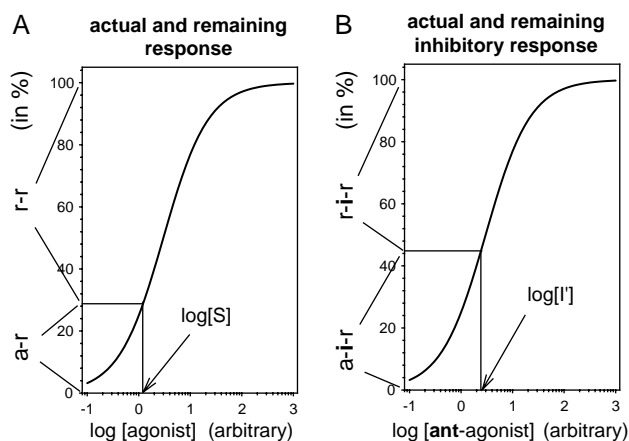 A
actual and remaining
response
(in %)
100
80
60
40
20
0
r-r
a-r
log[S]
-1
0
1
2
3
log [agonist] (arbitrary)
B
actual and remaining
inhibitory response
(in %)
100
80
60
40
20
0
r-i-r
a-i-r
log[I']
-1
0
1
2
3
log [ant-agonist] (arbitrary)